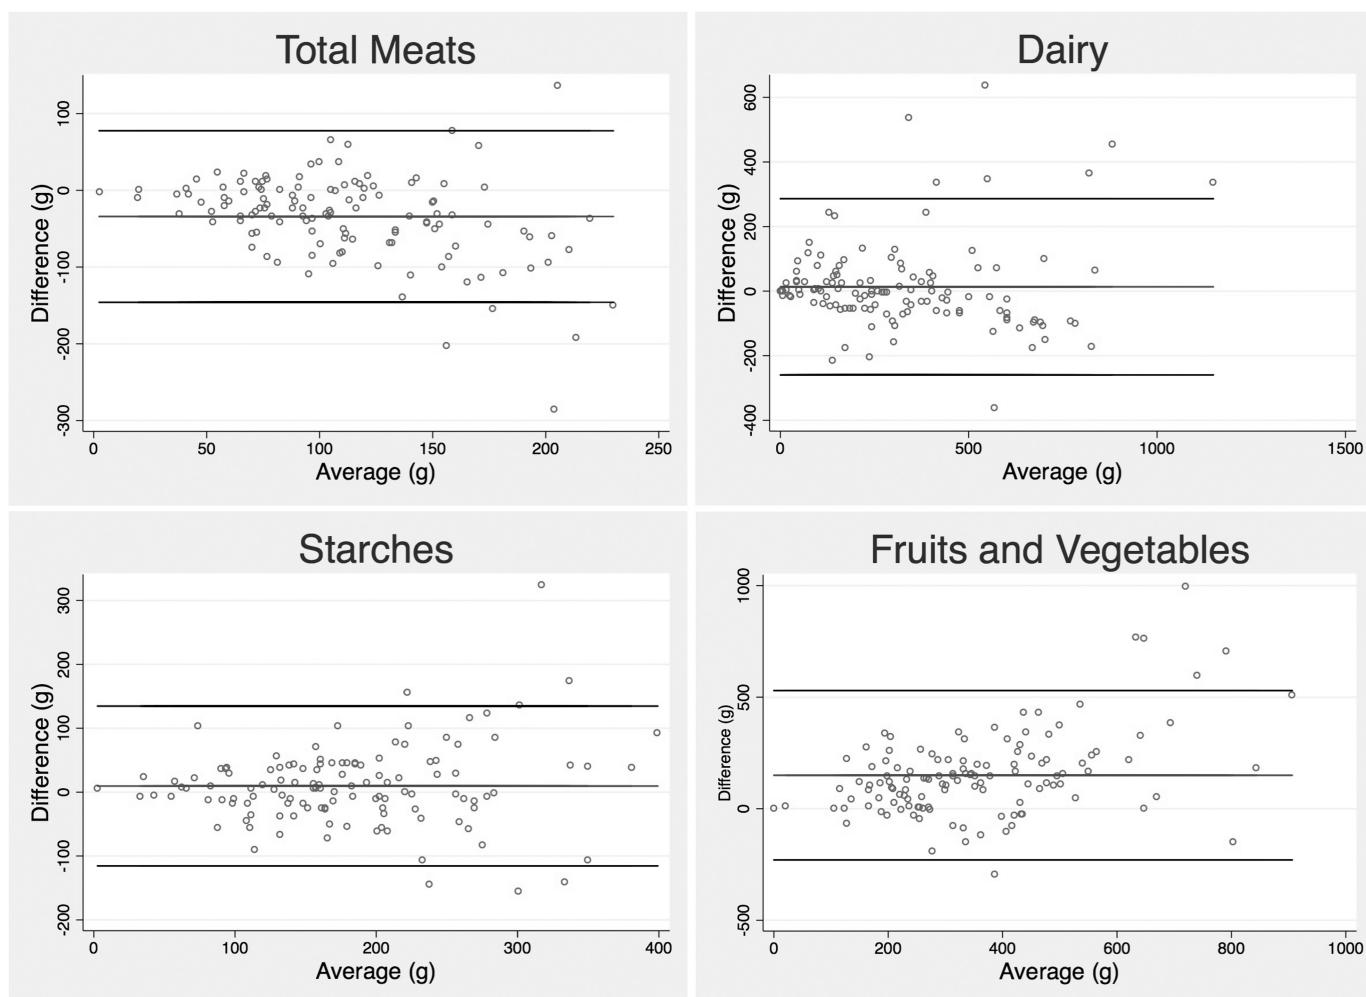 Total Meats
Difference (g)
100
0
-100
-200
-300
0 50 100 150 200 250
Average (g)
Dairy
Difference (g)
600
400
200
0
-200
-400
0 500 1000 1500
Average (g)
Starches
Difference (g)
300
200
100
0
-100
-200
0 100 200 300 400
Average (g)
Fruits and Vegetables
Difference (g)
1000
500
0
-500
0 200 400 600 800 1000
Average (g)